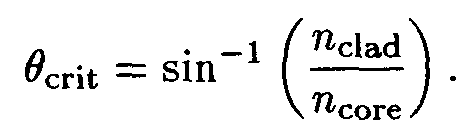 θ_crit = sin⁻¹ (n_clad / n_core) .